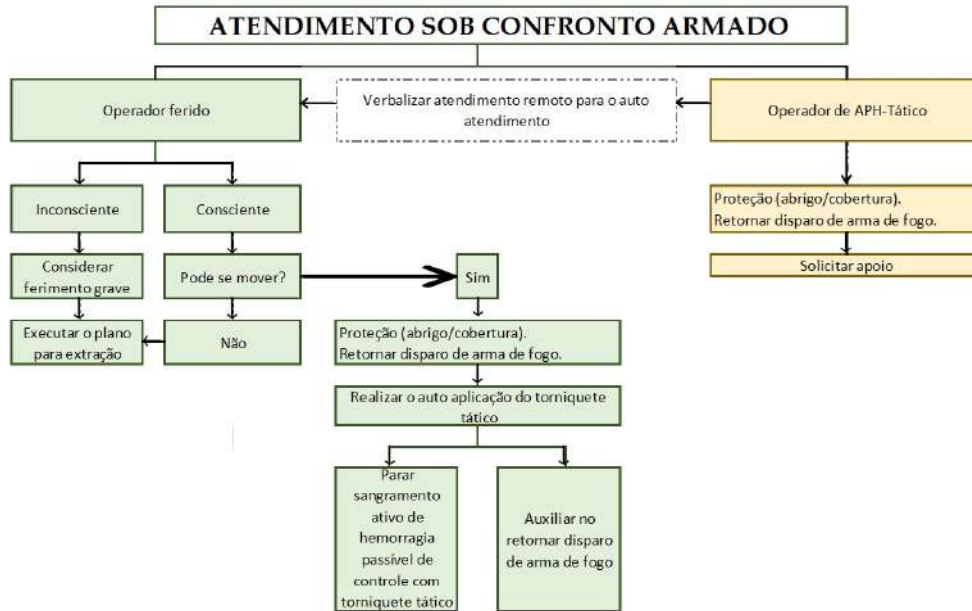 ATENDIMENTO SOB CONFRONTO ARMADO
Operador ferido
Verbalizar atendimento remoto para o auto
atendimento
Operador de APH-Tático
Inconsciente
Consciente
Proteção (abrigo/cobertura).
Retornar disparo de arma de fogo.
Considerar
ferimento grave
Pode se mover?
Sim
Solicitar apoio
Executar o plano
para extração
Não
Proteção (abrigo/cobertura).
Retornar disparo de arma de fogo.
Realizar o auto aplicação do torniquete
tático
Parar
sangramento
ativo de
hemorragia
passível de
controle com
torniquete tático
Auxiliar no
retornar disparo
de arma de fogo